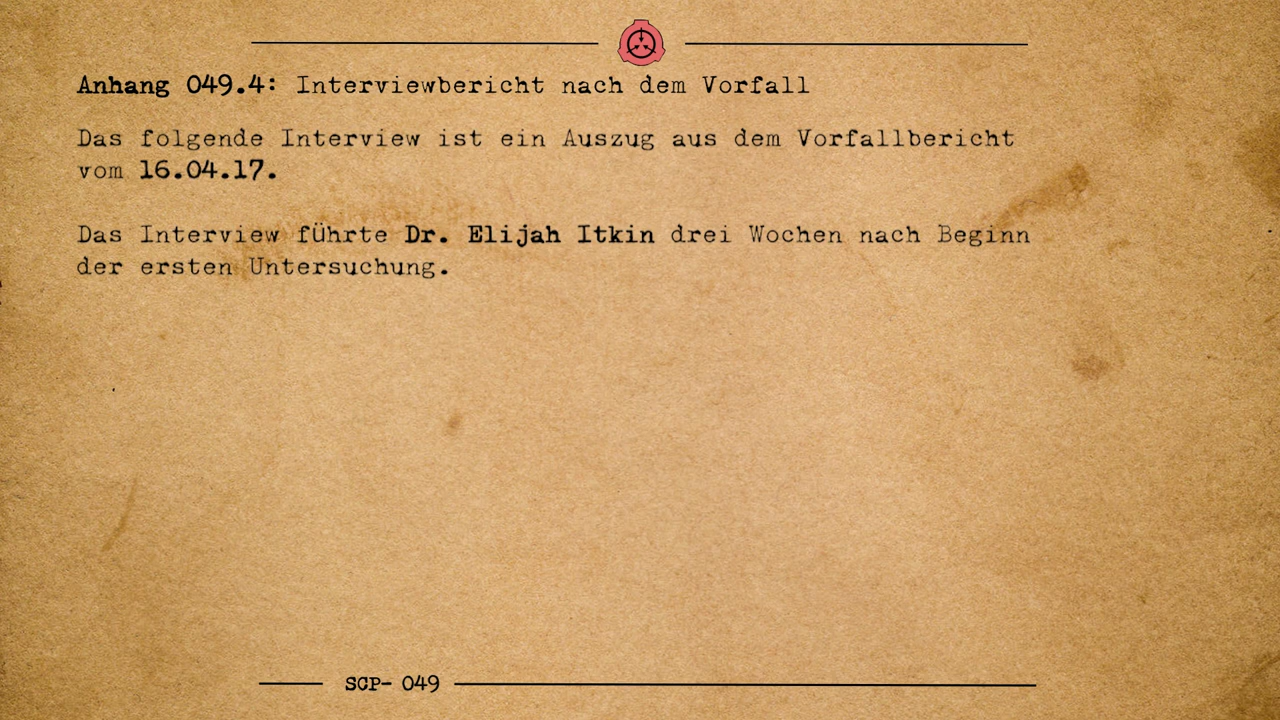 Anhang 049.4: Interviewbericht nach dem Vorfall
Das folgende Interview ist ein Auszug aus dem Vorfallbericht
vom 16.04.17.
Das Interview führte Dr. Elijah Itkin drei Wochen nach Beginn
der ersten Untersuchung.
SCP- 049